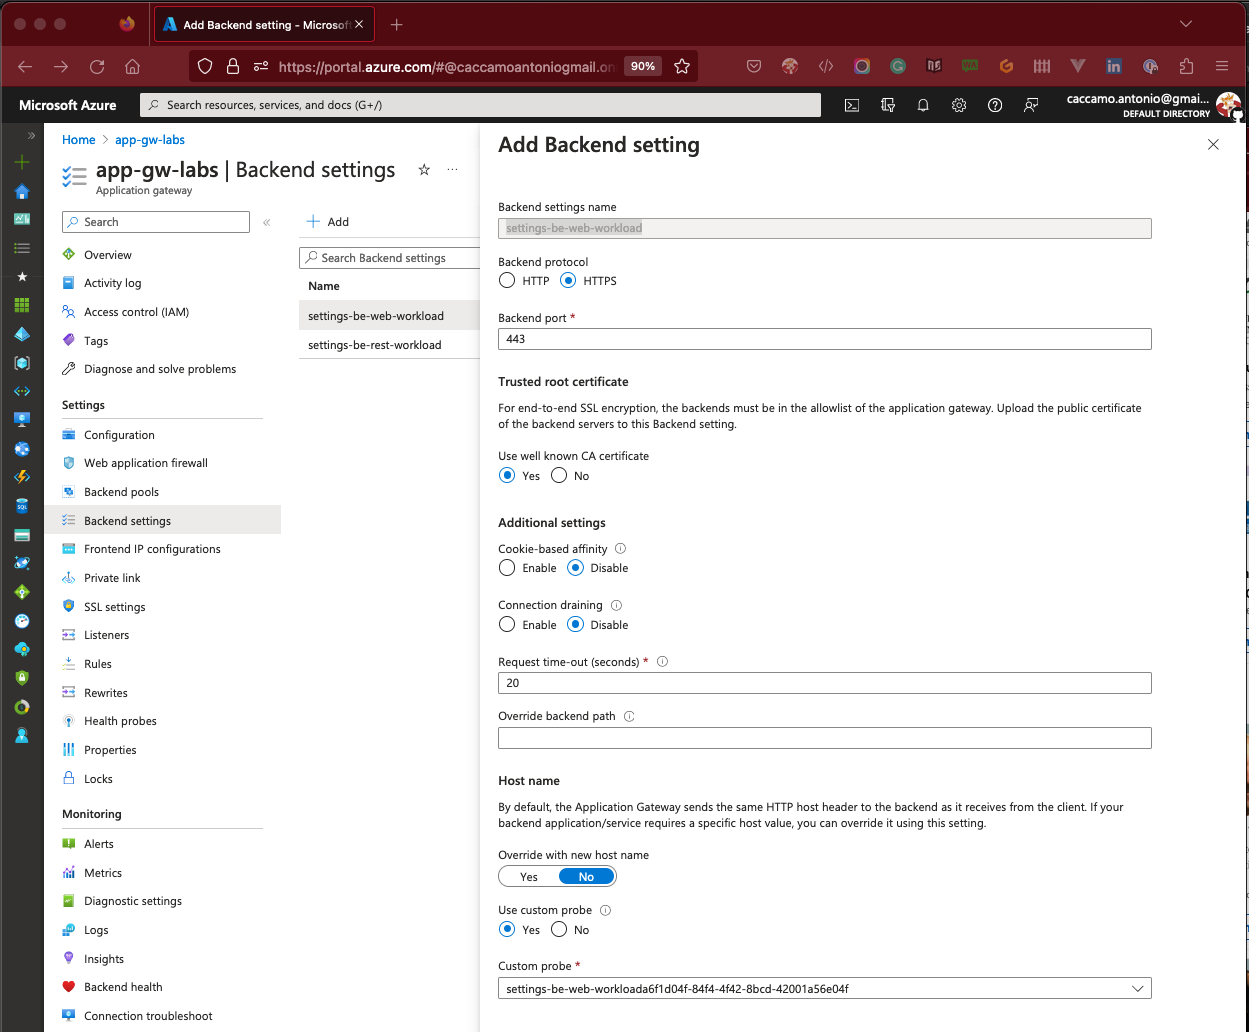 Add Backend setting - Microsoft
https://portal.azure.com/#@caccamoantoniogmail.on
90%
Microsoft Azure
Search resources, services, and docs (G+/)
caccamo.antonio@gmai...
DEFAULT DIRECTORY
Home > app-gw-labs
app-gw-labs | Backend settings
Application gateway
Search
Overview
Activity log
Access control (IAM)
Tags
Diagnose and solve problems
Settings
Configuration
Web application firewall
Backend pools
Backend settings
Frontend IP configurations
Private link
SSL settings
Listeners
Rules
Rewrites
Health probes
Properties
Locks
Monitoring
Alerts
Metrics
Diagnostic settings
Logs
Insights
Backend health
Connection troubleshoot
Add
Search Backend settings
Name
settings-be-web-workload
settings-be-rest-workload
Add Backend setting
Backend settings name
settings-be-web-workload
Backend protocol
HTTP HTTPS
Backend port *
443
Trusted root certificate
For end-to-end SSL encryption, the backends must be in the allowlist of the application gateway. Upload the public certificate
of the backend servers to this Backend setting.
Use well known CA certificate
Yes No
Additional settings
Cookie-based affinity
Enable Disable
Connection draining
Enable Disable
Request time-out (seconds) *
20
Override backend path
Host name
By default, the Application Gateway sends the same HTTP host header to the backend as it receives from the client. If your
backend application/service requires a specific host value, you can override it using this setting.
Override with new host name
Yes No
Use custom probe
Yes No
Custom probe *
settings-be-web-workloada6f1d04f-84f4-4f42-8bcd-42001a56e04f